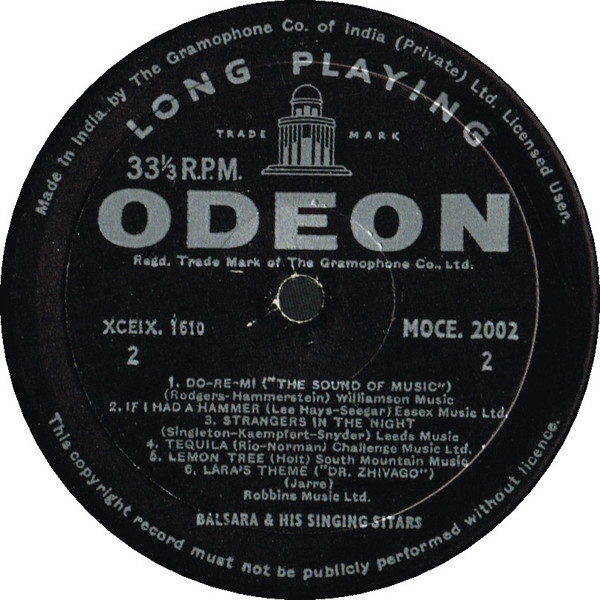 Made in India by The Gramophone Co. of India (Private) Ltd. Licensed User.
LONG PLAYING
TRADE MARK
33⅓ R.P.M.
ODEON
Regd. Trade Mark of The Gramophone Co., Ltd.
XCEIX. 1610 MOCE. 2002
2 2
1. DO-RE-MI ("THE SOUND OF MUSIC")
(Rodgers-Hammerstein) Williamson Music
2. IF I HAD A HAMMER (Lee Hays-Seegar) Essex Music Ltd.
3. STRANGERS IN THE NIGHT
(Singleton-Kaempfort-Snyder) Leeds Music
4. TEQUILA (Rio-Norman) Challenge Music Ltd.
5. LEMON TREE (Holt) South Mountain Music
6. LARA'S THEME ("DR. ZHIVAGO")
(Jarre)
Robbins Music Ltd.
BALSARA & HIS SINGING SITARS
This copyright record must not be publicly performed without licence.